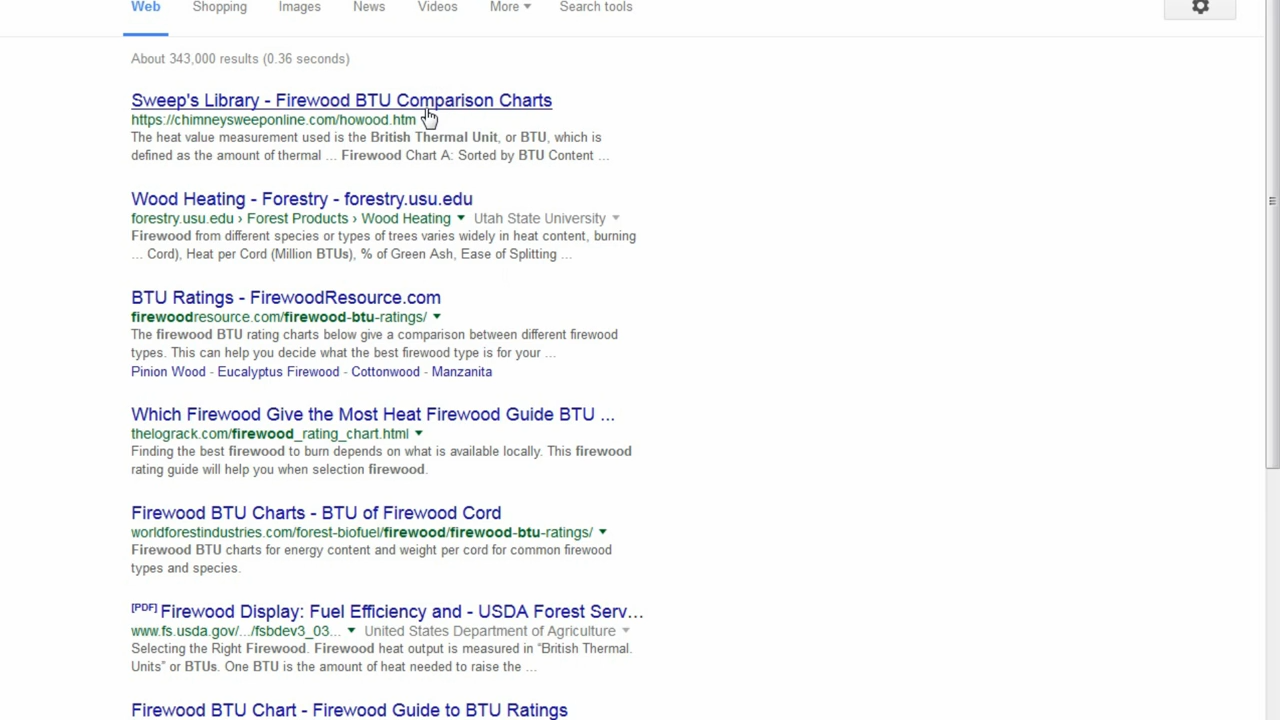 Web Shopping Images News Videos More Search tools
About 343,000 results (0.36 seconds)
Sweep's Library - Firewood BTU Comparison Charts
https://chimneysweeponline.com/howood.htm
The heat value measurement used is the British Thermal Unit, or BTU, which is
defined as the amount of thermal ... Firewood Chart A: Sorted by BTU Content ...
Wood Heating - Forestry - forestry.usu.edu
forestry.usu.edu › Forest Products › Wood Heating Utah State University
Firewood from different species or types of trees varies widely in heat content, burning
... Cord), Heat per Cord (Million BTUs), % of Green Ash, Ease of Splitting ...
BTU Ratings - FirewoodResource.com
firewoodresource.com/firewood-btu-ratings/
The firewood BTU rating charts below give a comparison between different firewood
types. This can help you decide what the best firewood type is for your ...
Pinion Wood - Eucalyptus Firewood - Cottonwood - Manzanita
Which Firewood Give the Most Heat Firewood Guide BTU ...
thelograck.com/firewood_rating_chart.html
Finding the best firewood to burn depends on what is available locally. This firewood
rating guide will help you when selection firewood.
Firewood BTU Charts - BTU of Firewood Cord
worldforestindustries.com/forest-biofuel/firewood/firewood-btu-ratings/
Firewood BTU charts for energy content and weight per cord for common firewood
types and species.
[PDF] Firewood Display: Fuel Efficiency and - USDA Forest Serv...
www.fs.usda.gov/.../fsbdev3_03... United States Department of Agriculture
Selecting the Right Firewood. Firewood heat output is measured in “British Thermal.
Units” or BTUs. One BTU is the amount of heat needed to raise the ...
Firewood BTU Chart - Firewood Guide to BTU Ratings